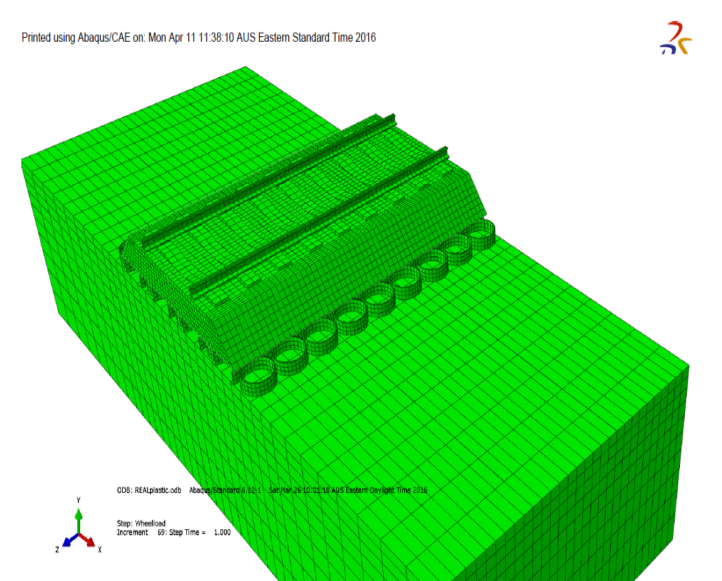 Printed using Abaqus/CAE on: Mon Apr 11 11:38:10 AUS Eastern Standard Time 2016
ODB: REALplastic.odb Abaqus/Standard 6.12-1 Sat Mar 26 10:01:18 AUS Eastern Daylight Time 2016
Y
Step: Wheelload
Increment 69: Step Time = 1.000
Z X